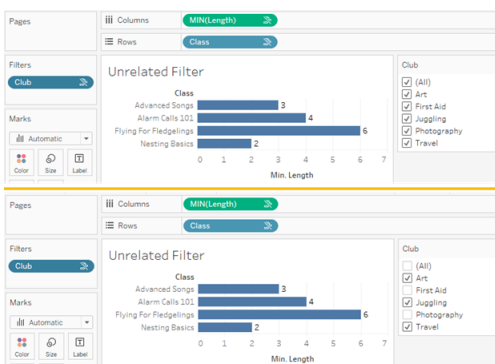 Pages
Columns
MIN(Length)
Rows
Class
Filters
Club
Marks
Automatic
Color
Size
Label
Unrelated Filter
Class
Advanced Songs
3
Alarm Calls 101
4
Flying For Fledgelings
6
Nesting Basics
2
0 1 2 3 4 5 6 7
Min. Length
Club
(All)
Art
First Aid
Juggling
Photography
Travel
Pages
Columns
MIN(Length)
Rows
Class
Filters
Club
Marks
Automatic
Color
Size
Label
Unrelated Filter
Class
Advanced Songs
3
Alarm Calls 101
4
Flying For Fledgelings
6
Nesting Basics
2
0 1 2 3 4 5 6 7
Min. Length
Club
(All)
Art
First Aid
Juggling
Photography
Travel